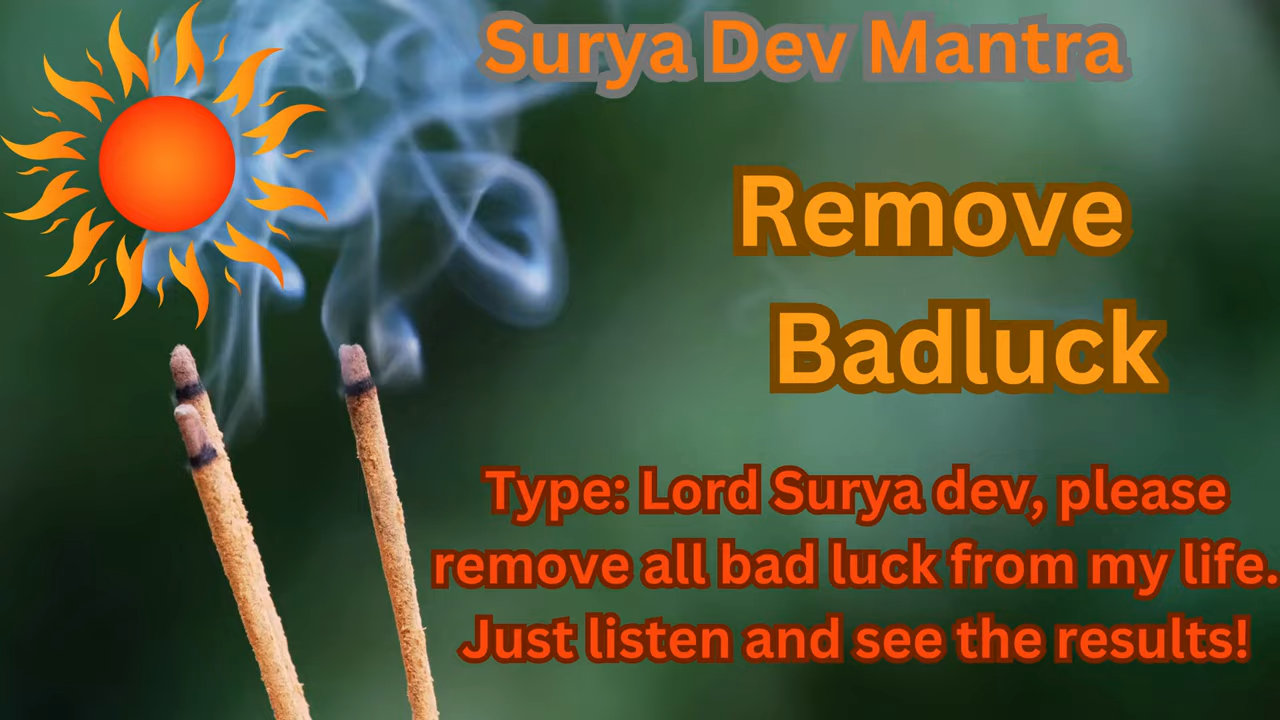 Surya Dev Mantra
Remove
Badluck
Type: Lord Surya dev, please
remove all bad luck from my life.
Just listen and see the results!